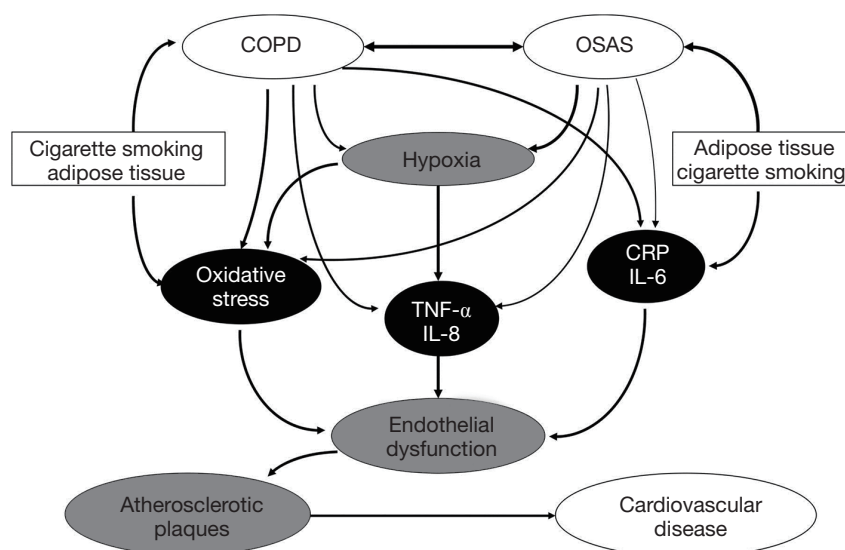 COPD
OSAS
Cigarette smoking
adipose tissue
Hypoxia
Adipose tissue
cigarette smoking
Oxidative
stress
CRP
IL-6
TNF-α
IL-8
Endothelial
dysfunction
Atherosclerotic
plaques
Cardiovascular
disease